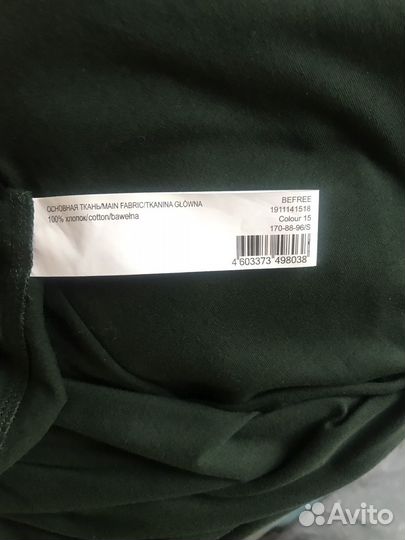 ОСНОВНАЯ ТКАНЬ/MAIN FABRIC/TKANINA GŁÓWNA
100% хлопок/cotton/bawełna
BEFREE
1911141518
Colour 15
170-88-96/S
4 603373 498038
Avito